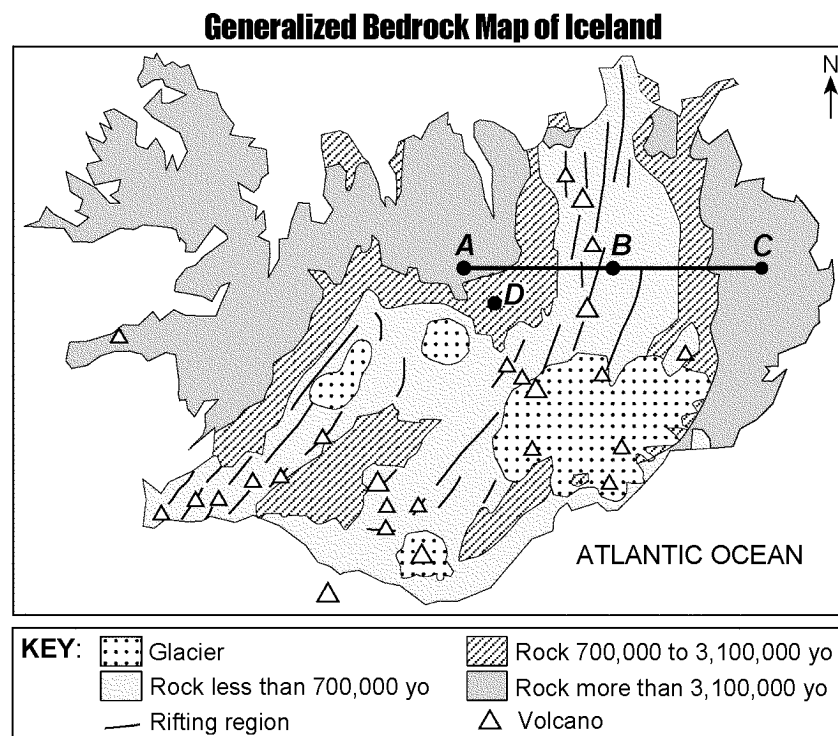 Generalized Bedrock Map of Iceland
N
A
B
C
D
ATLANTIC OCEAN
KEY:
Glacier
Rock 700,000 to 3,100,000 yo
Rock less than 700,000 yo
Rock more than 3,100,000 yo
Rifting region
Volcano